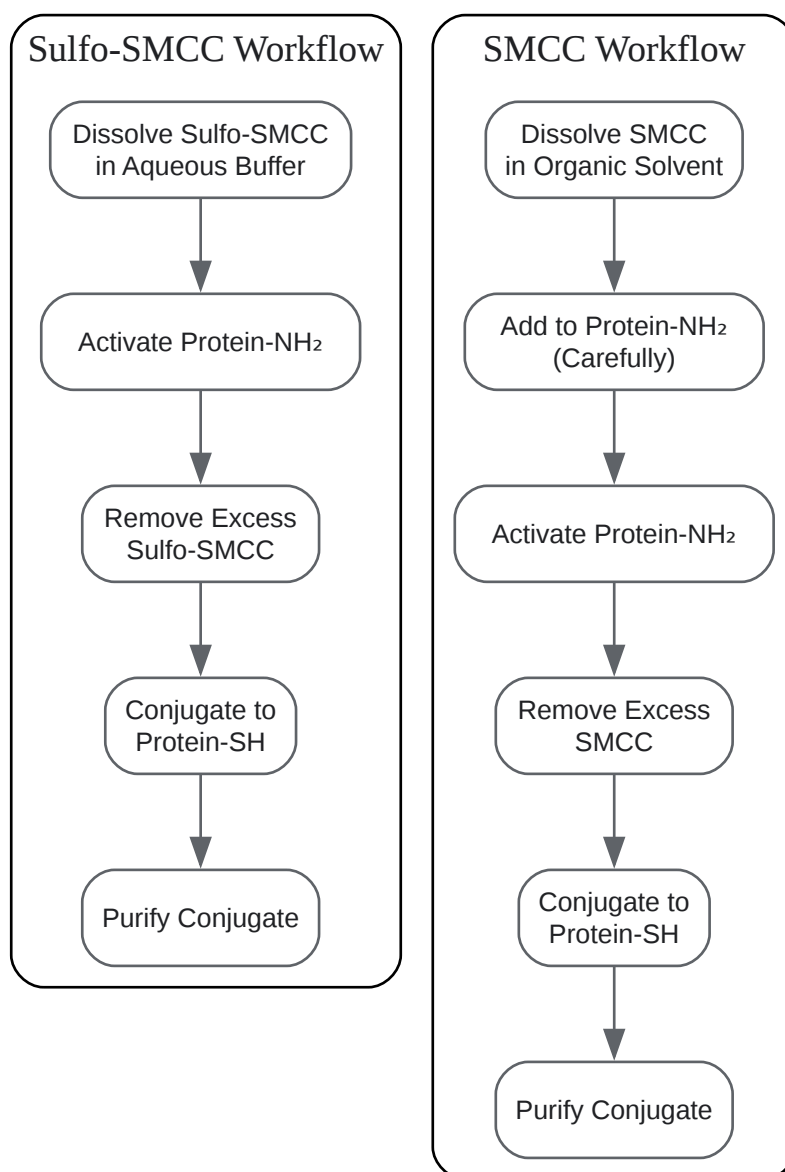 Sulfo-SMCC Workflow
Dissolve Sulfo-SMCC
in Aqueous Buffer
Activate Protein-NH₂
Remove Excess
Sulfo-SMCC
Conjugate to
Protein-SH
Purify Conjugate
SMCC Workflow
Dissolve SMCC
in Organic Solvent
Add to Protein-NH₂
(Carefully)
Activate Protein-NH₂
Remove Excess
SMCC
Conjugate to
Protein-SH
Purify Conjugate